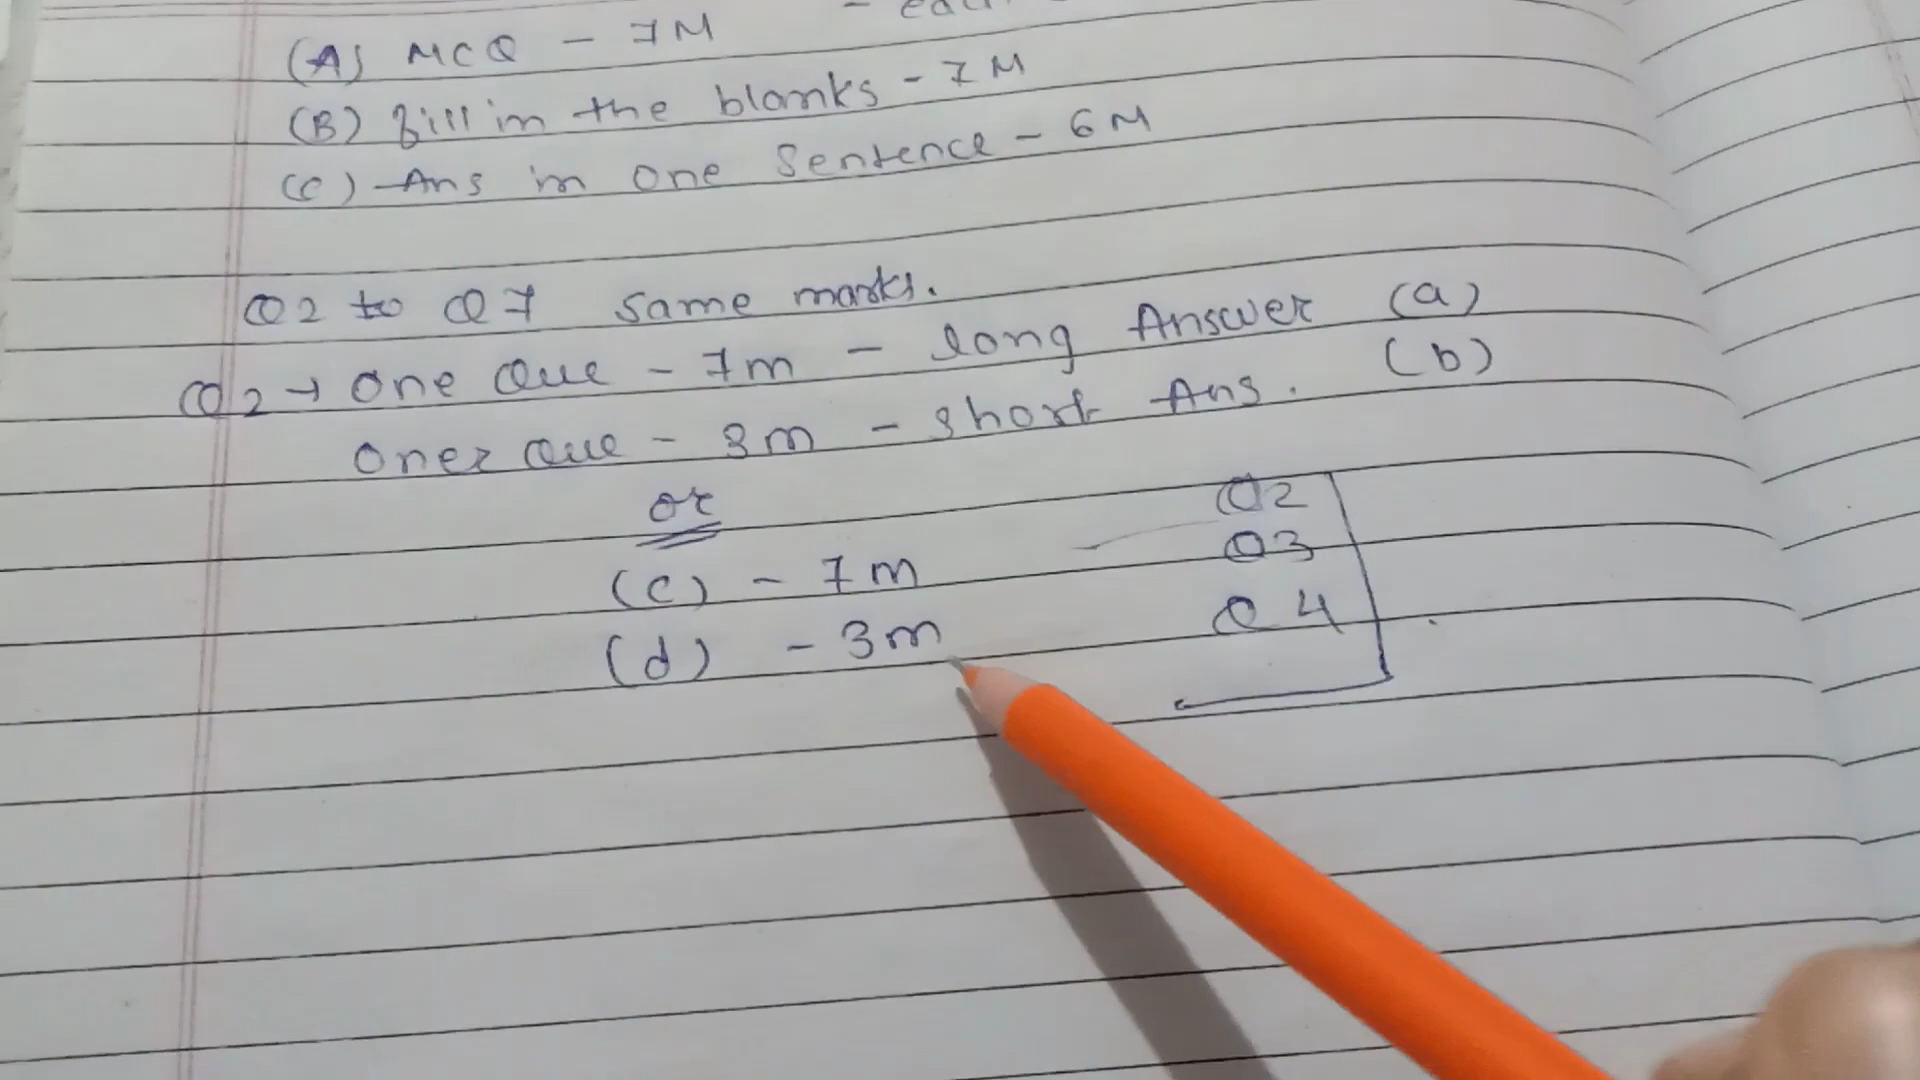 (A) MCQ - 7M
(B) fill in the blanks - 7M
(C) Ans in one Sentence - 6M
Q2 to Q7 Same marks.
Q2 → One Que - 7m - long Answer (a)
One Que - 3m - short Ans. (b)
or
(c) - 7m
(d) - 3m
Q2
Q3
Q4